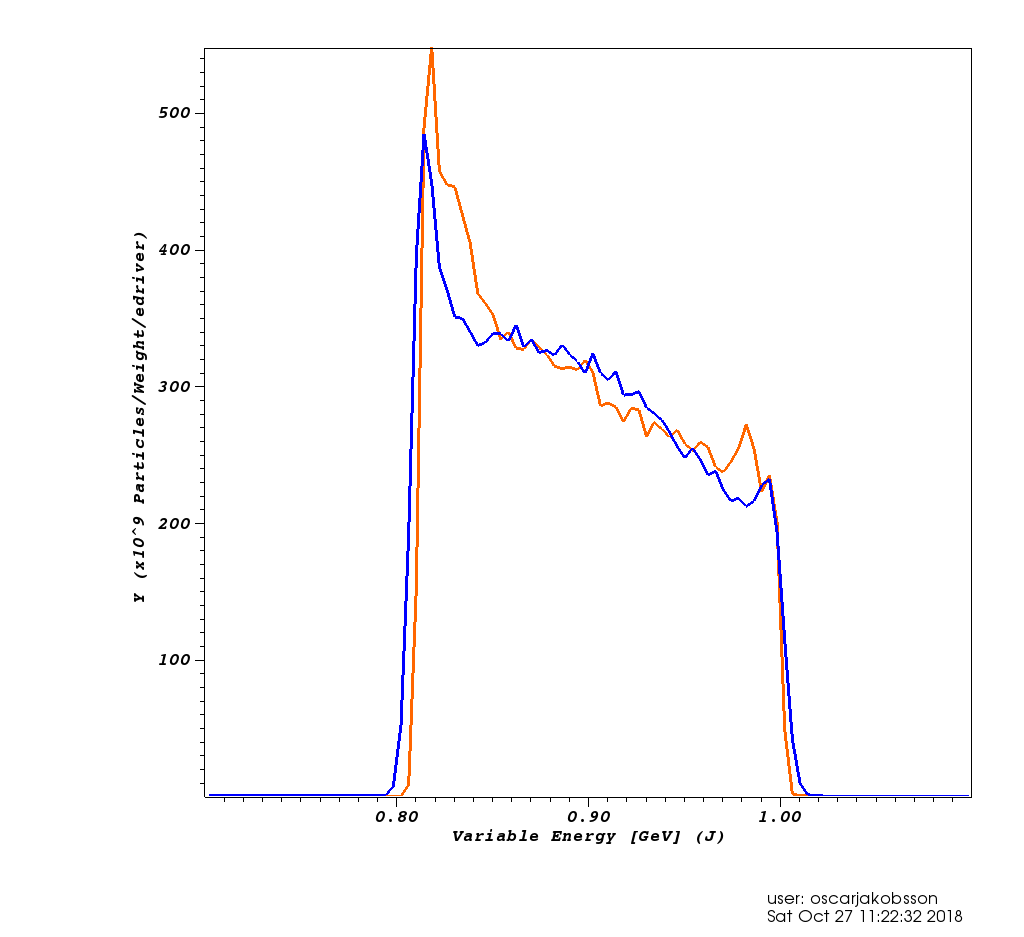 500
400
300
200
100
Y (x10^9 Particles/Weight/edriver)
0.80 0.90 1.00
Variable Energy [GeV] (J)
user: oscarjakobsson
Sat Oct 27 11:22:32 2018